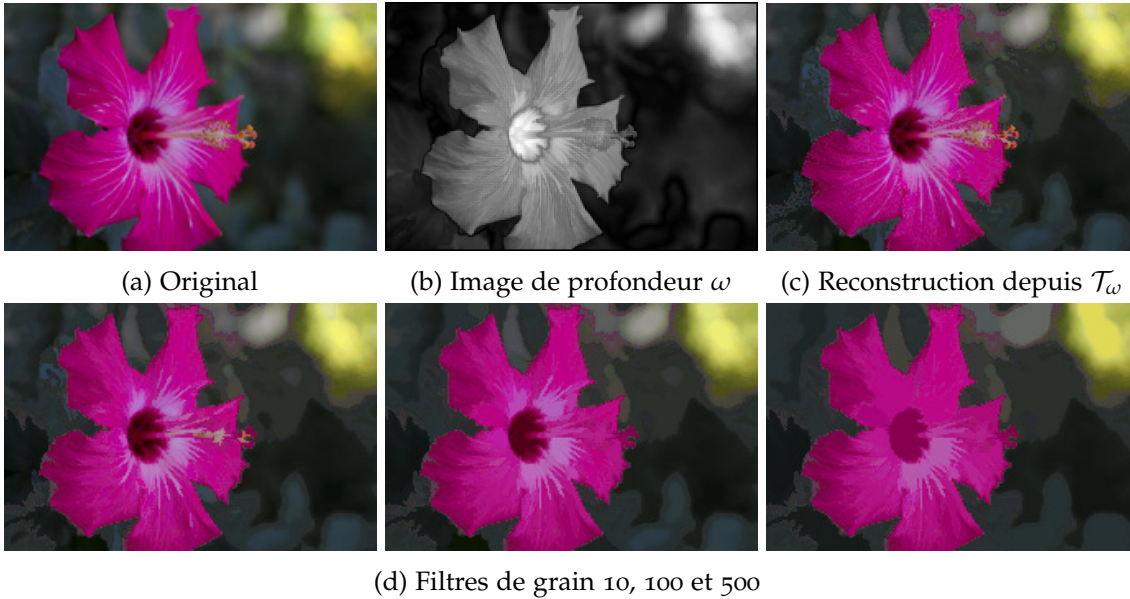 (a) Original
(b) Image de profondeur ω
(c) Reconstruction depuis 𝒯ω
(d) Filtres de grain 10, 100 et 500